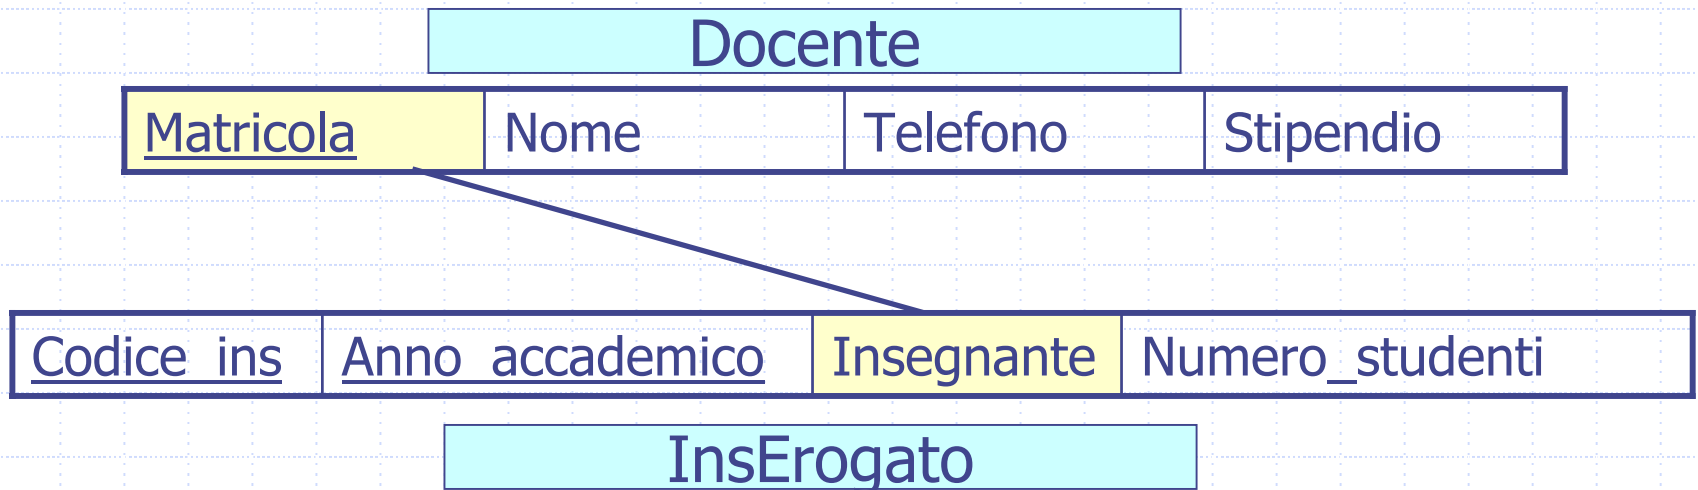 Docente
Matricola Nome Telefono Stipendio
Codice_ins Anno_accademico Insegnante Numero_studenti
InsErogato